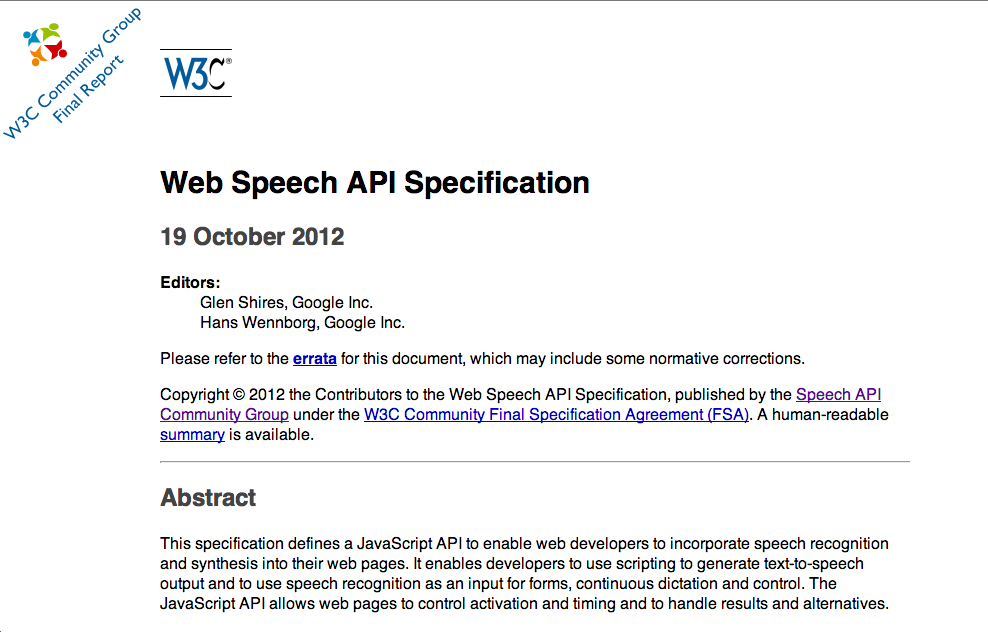 W3C Community Group
Final Report
W3C®
Web Speech API Specification
19 October 2012
Editors:
Glen Shires, Google Inc.
Hans Wennborg, Google Inc.
Please refer to the errata for this document, which may include some normative corrections.
Copyright © 2012 the Contributors to the Web Speech API Specification, published by the Speech API
Community Group under the W3C Community Final Specification Agreement (FSA). A human-readable
summary is available.
Abstract
This specification defines a JavaScript API to enable web developers to incorporate speech recognition
and synthesis into their web pages. It enables developers to use scripting to generate text-to-speech
output and to use speech recognition as an input for forms, continuous dictation and control. The
JavaScript API allows web pages to control activation and timing and to handle results and alternatives.